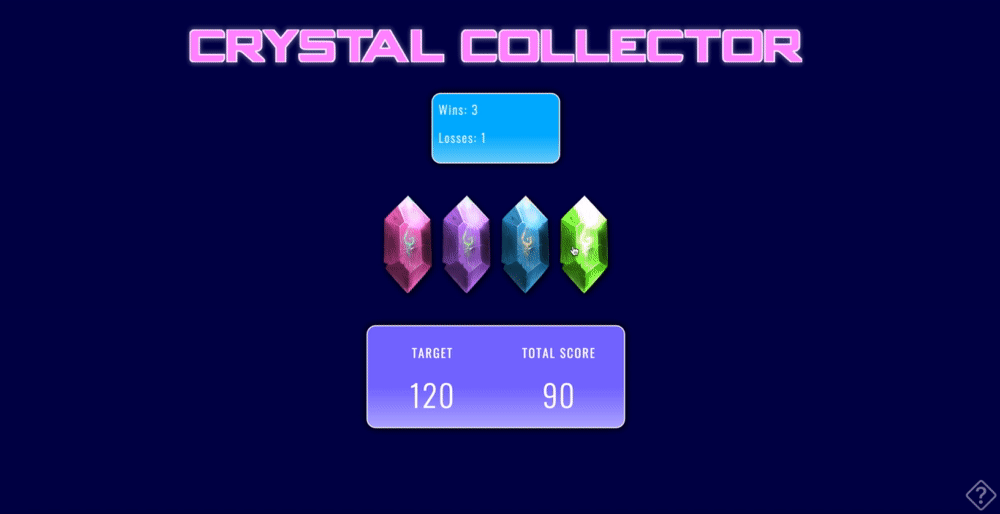 CRYSTAL COLLECTOR
Wins: 3
Losses: 1
TARGET TOTAL SCORE
120 90
?